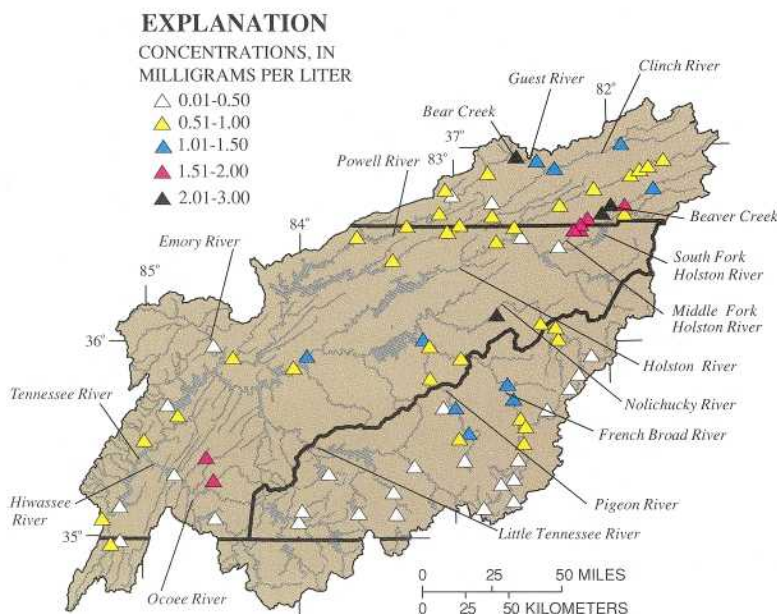 EXPLANATION
CONCENTRATIONS, IN
MILLIGRAMS PER LITER
0.01-0.50
0.51-1.00
1.01-1.50
1.51-2.00
2.01-3.00
Clinch River
Guest River
82°
Bear Creek
37°
83°
Powell River
84°
Beaver Creek
Emory River
South Fork
Holston River
85°
Middle Fork
Holston River
36°
Holston River
Tennessee River
Nolichucky River
French Broad River
Hiwassee
River
Pigeon River
35°
Little Tennessee River
Ocoee River
0 25 50 MILES
0 25 50 KILOMETERS